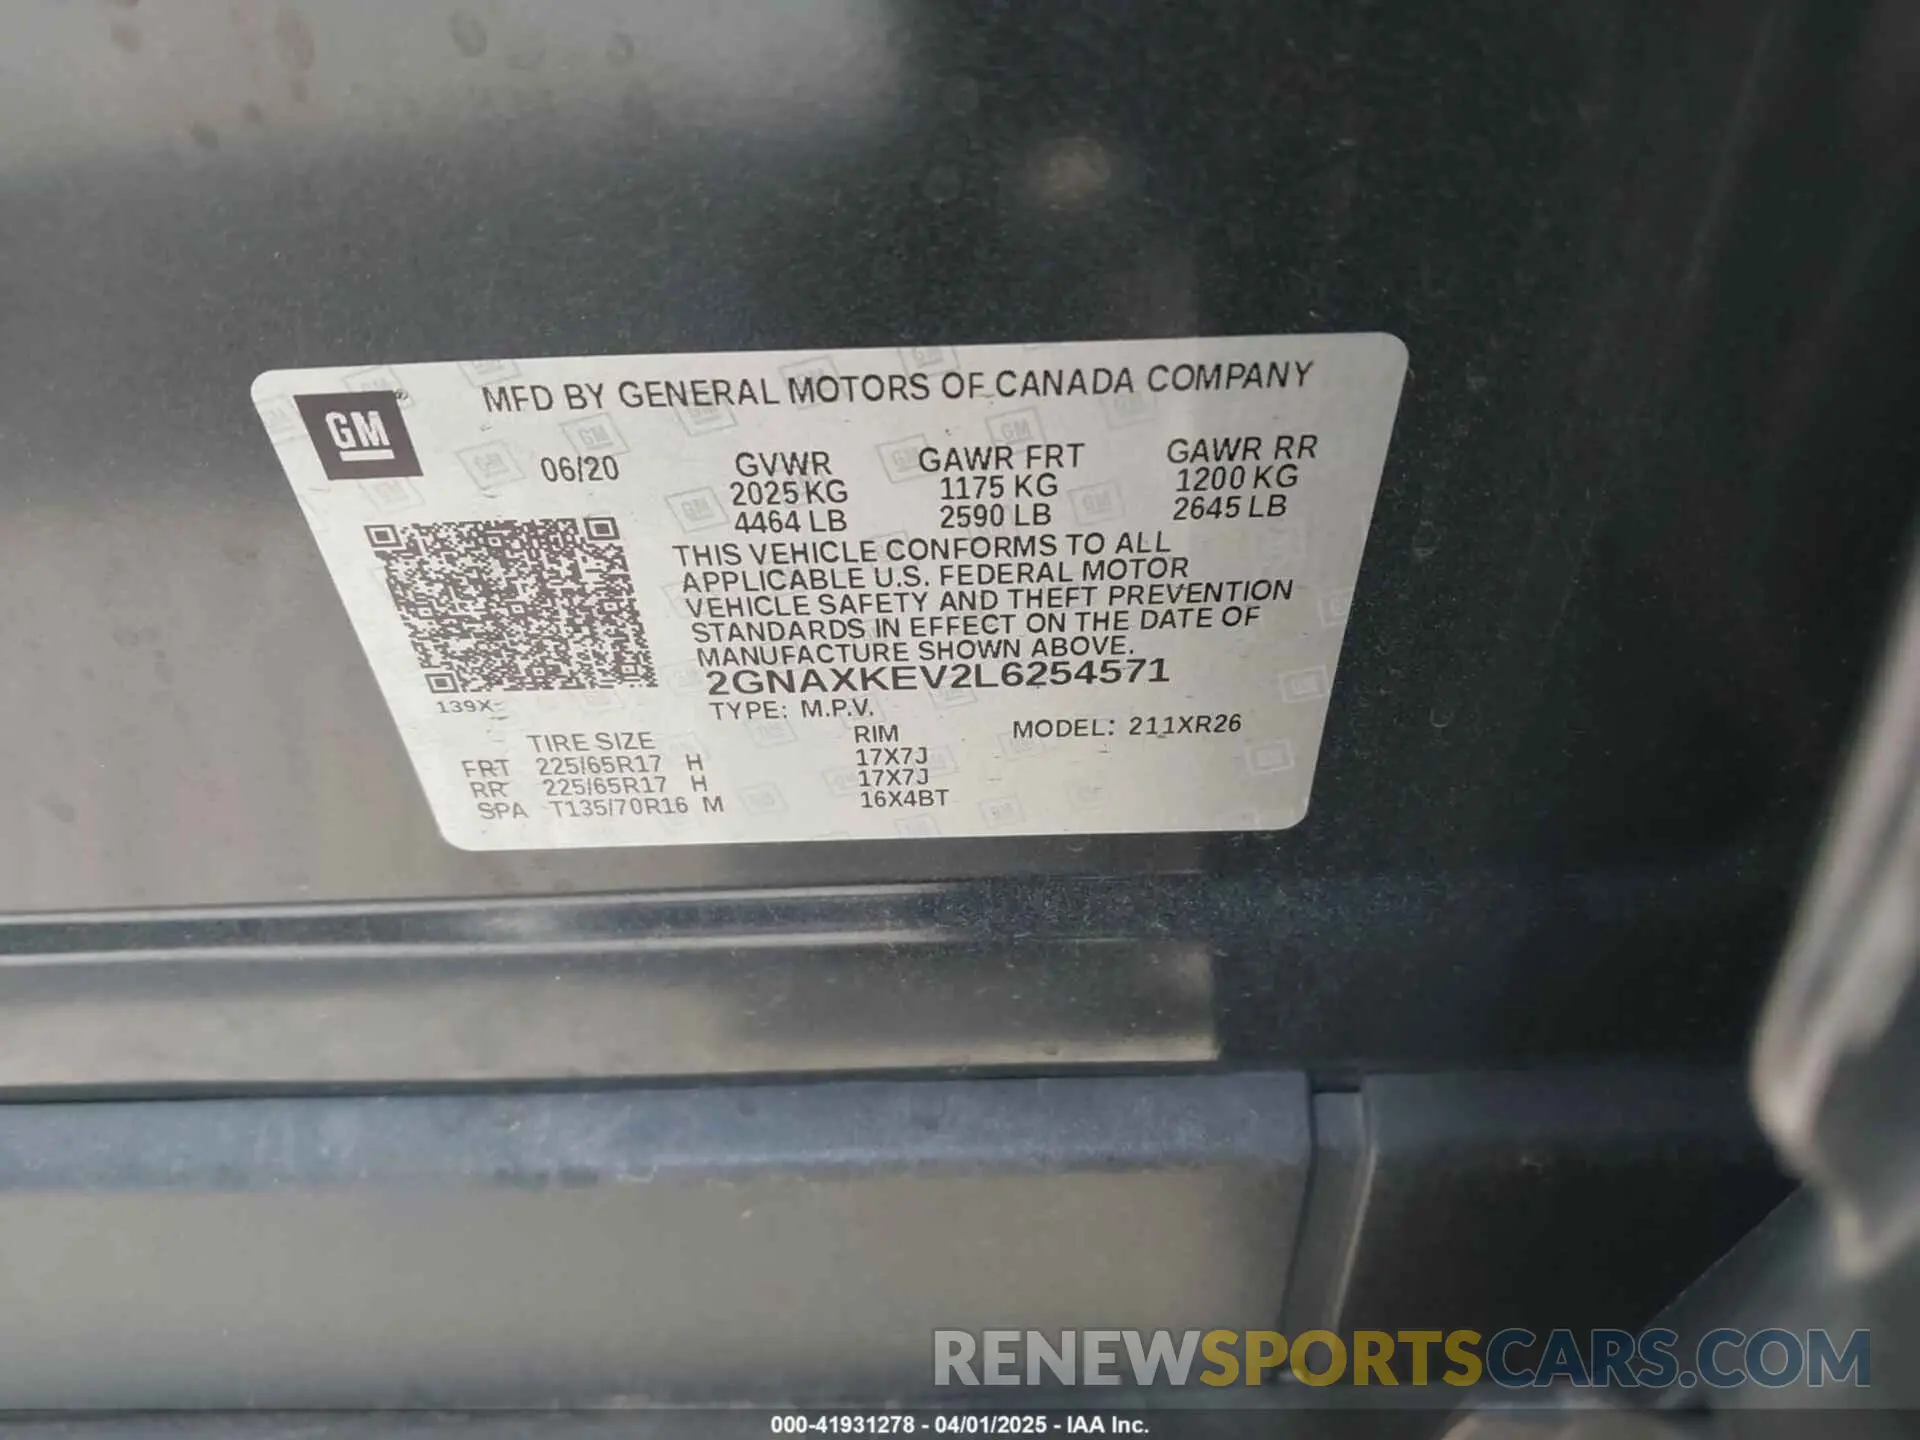 MFD BY GENERAL MOTORS OF CANADA COMPANY
GM®
06/20
GVWR GAWR FRT GAWR RR
2025 KG 1175 KG 1200 KG
4464 LB 2590 LB 2645 LB
THIS VEHICLE CONFORMS TO ALL
APPLICABLE U.S. FEDERAL MOTOR
VEHICLE SAFETY AND THEFT PREVENTION
STANDARDS IN EFFECT ON THE DATE OF
MANUFACTURE SHOWN ABOVE.
2GNAXKEV2L6254571
139X
TYPE: M.P.V.
TIRE SIZE RIM MODEL: 211XR26
FRT 225/65R17 H 17X7J
RR 225/65R17 H 17X7J
SPA T135/70R16 M 16X4BT
RENEWSPORTSCARS.COM
000-41931278 - 04/01/2025 - IAA Inc.